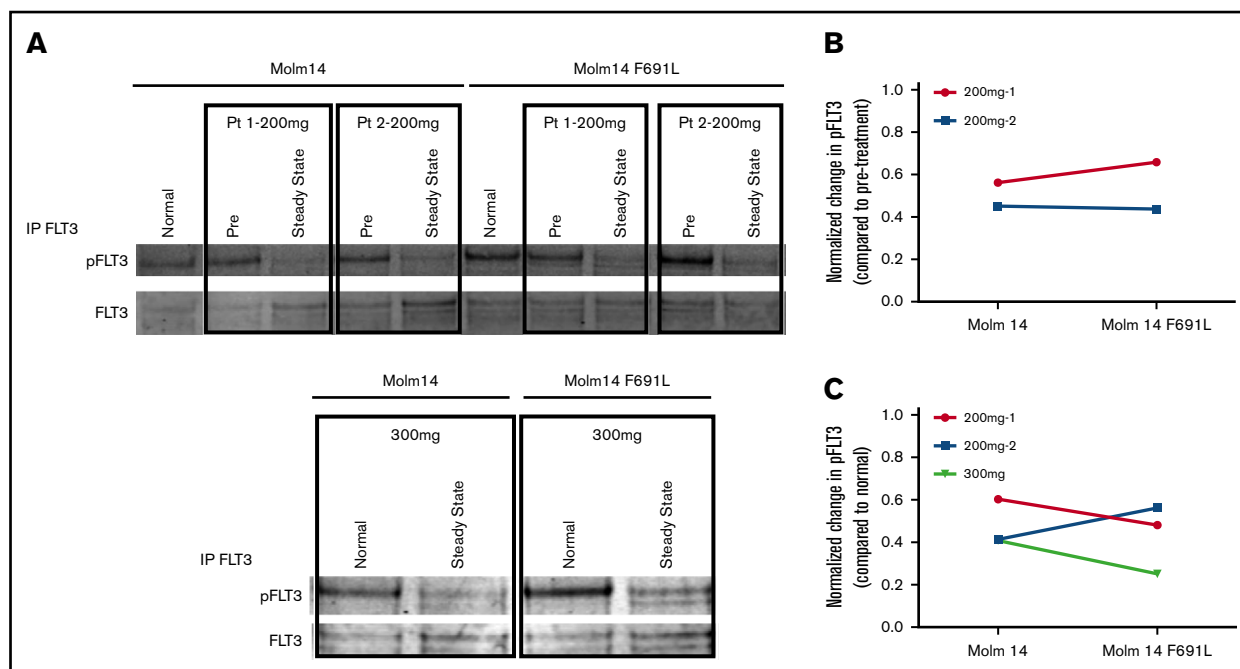 A
Molm14 Molm14 F691L
Pt 1-200mg Pt 2-200mg Pt 1-200mg Pt 2-200mg
Normal Pre Steady State Pre Steady State Normal Pre Steady State Pre Steady State
IP FLT3
pFLT3
FLT3
Molm14 Molm14 F691L
300mg 300mg
Normal Steady State Normal Steady State
IP FLT3
pFLT3
FLT3
B
Normalized change in pFLT3
(compared to pre-treatment)
1.0
0.8
0.6
0.4
0.2
0.0
200mg-1
200mg-2
Molm 14 Molm 14 F691L
C
Normalized change in pFLT3
(compared to normal)
1.0
0.8
0.6
0.4
0.2
0.0
200mg-1
200mg-2
300mg
Molm 14 Molm 14 F691L